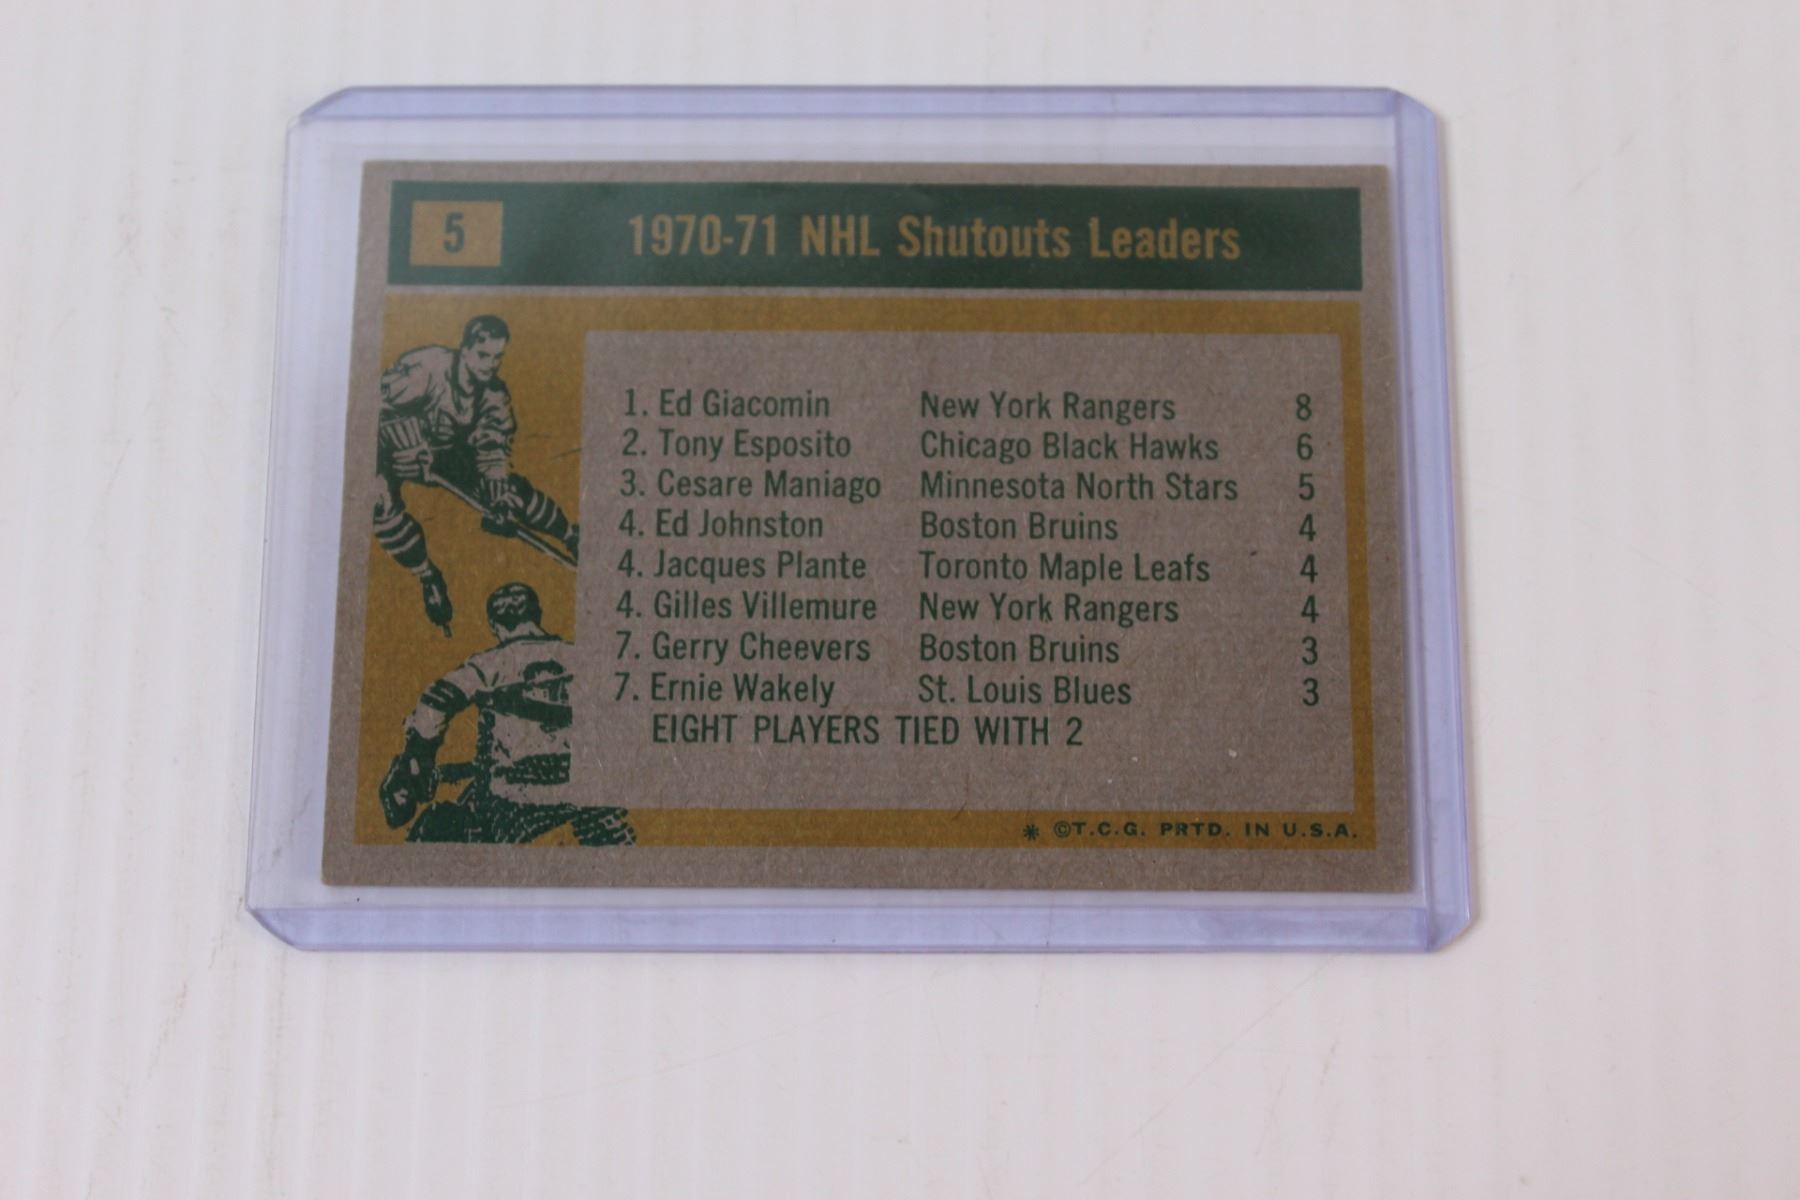 5 1970-71 NHL Shutouts Leaders
1. Ed Giacomin New York Rangers 8
2. Tony Esposito Chicago Black Hawks 6
3. Cesare Maniago Minnesota North Stars 5
4. Ed Johnston Boston Bruins 4
4. Jacques Plante Toronto Maple Leafs 4
4. Gilles Villemure New York Rangers 4
7. Gerry Cheevers Boston Bruins 3
7. Ernie Wakely St. Louis Blues 3
EIGHT PLAYERS TIED WITH 2
* ©T.C.G. PRTD. IN U.S.A.